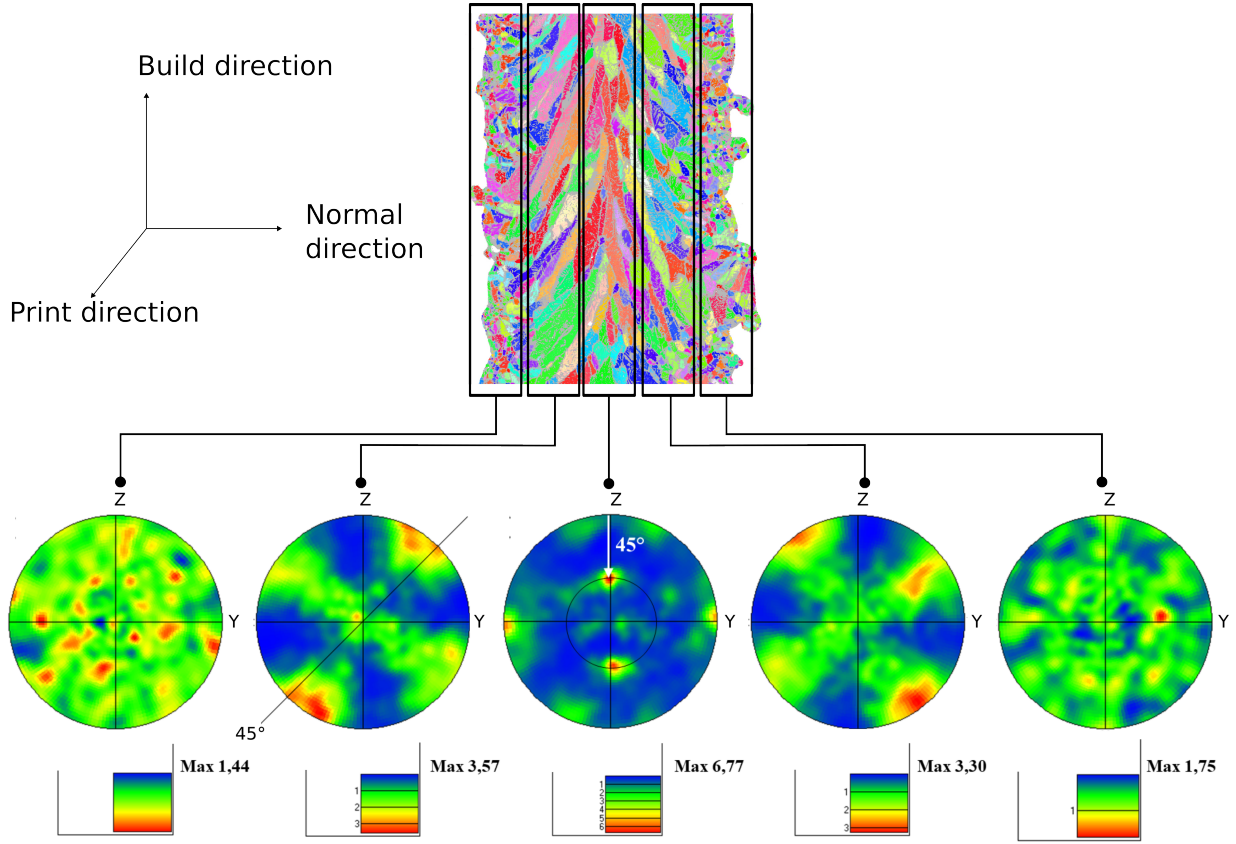 Build direction
Normal
direction
Print direction
Z
Z
Z
Z
Z
45°
Y
Y
Y
Y
Y
45°
Max 1,44
Max 3,57
Max 6,77
Max 3,30
Max 1,75
1
2
3
1
2
3
4
5
6
1
2
3
1